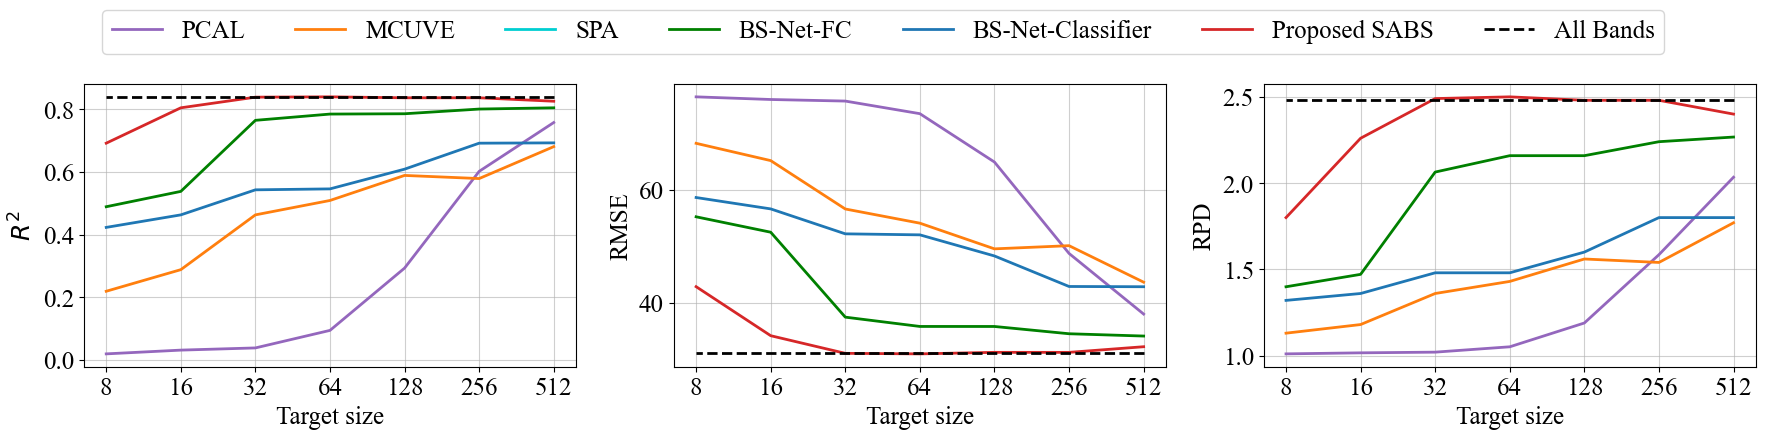 PCAL MCUVE SPA BS-Net-FC BS-Net-Classifier Proposed SABS All Bands
R²
0.8
0.6
0.4
0.2
0.0
8 16 32 64 128 256 512
Target size
RMSE
60
40
8 16 32 64 128 256 512
Target size
RPD
2.5
2.0
1.5
1.0
8 16 32 64 128 256 512
Target size